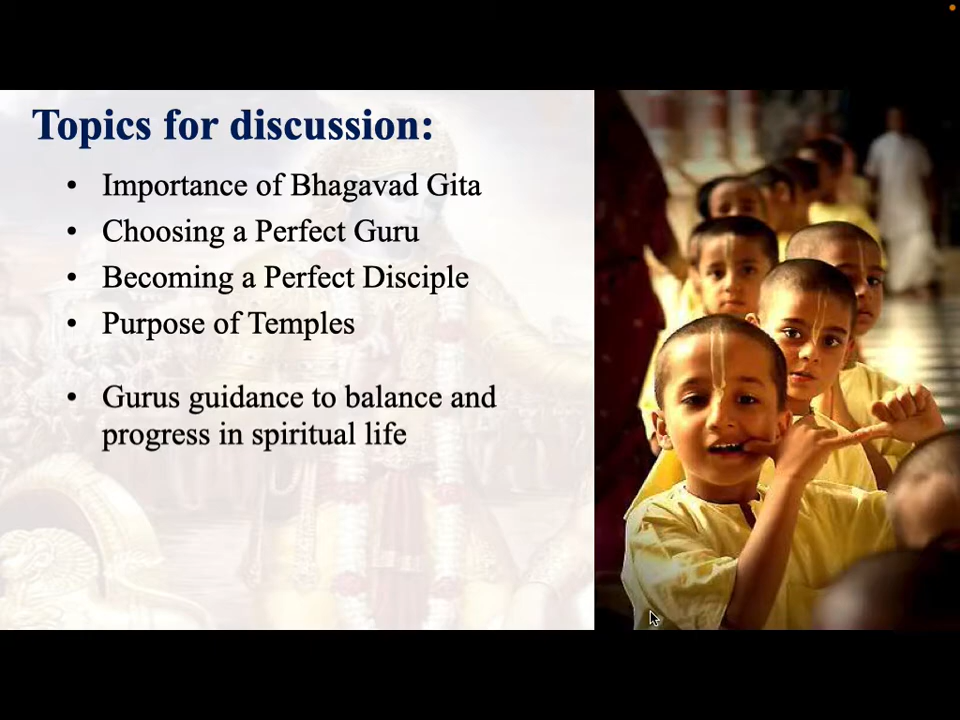 Topics for discussion:
• Importance of Bhagavad Gita
• Choosing a Perfect Guru
• Becoming a Perfect Disciple
• Purpose of Temples
• Gurus guidance to balance and
progress in spiritual life